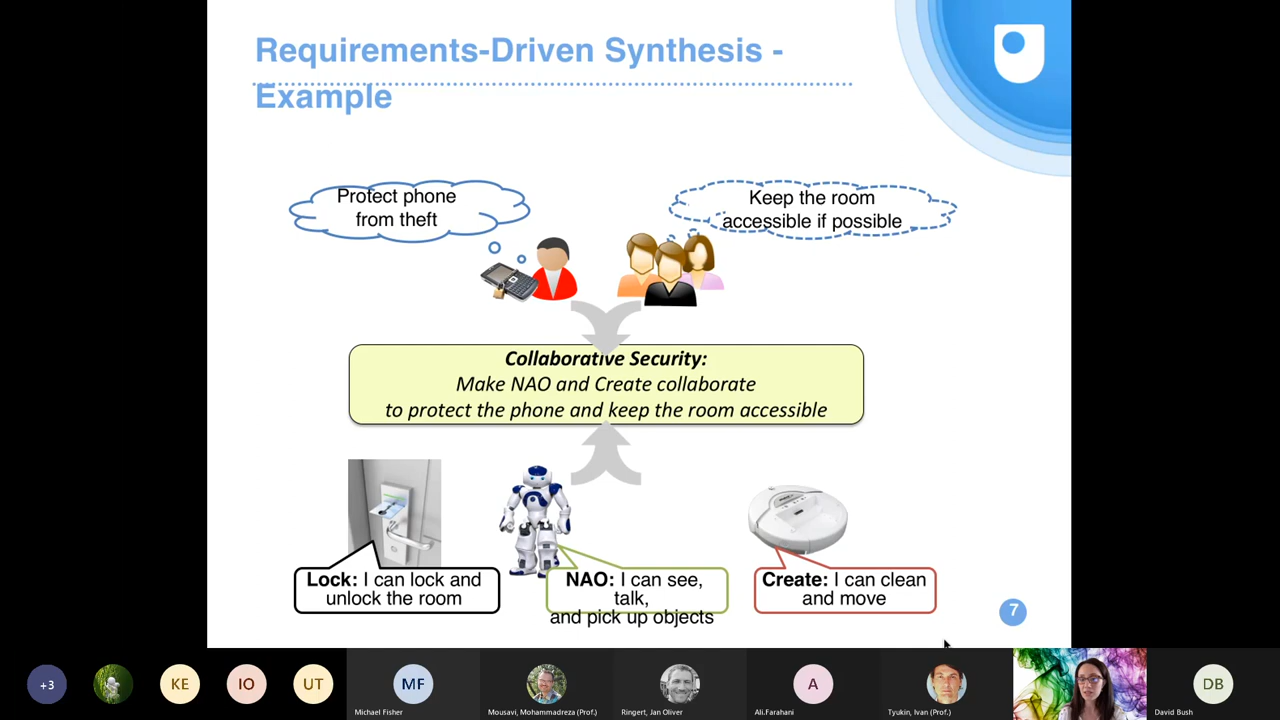 Requirements-Driven Synthesis -
Example
Protect phone
from theft
Keep the room
accessible if possible
Collaborative Security:
Make NAO and Create collaborate
to protect the phone and keep the room accessible
Lock: I can lock and
unlock the room
NAO: I can see,
talk,
and pick up objects
Create: I can clean
and move
7
+3
KE
IO
UT
MF
Michael Fisher
Mousavi, Mohammadreza (Prof.)
Ringert, Jan Oliver
A
Ali.Farahani
Tyukin, Ivan (Prof.)
DB
David Bush